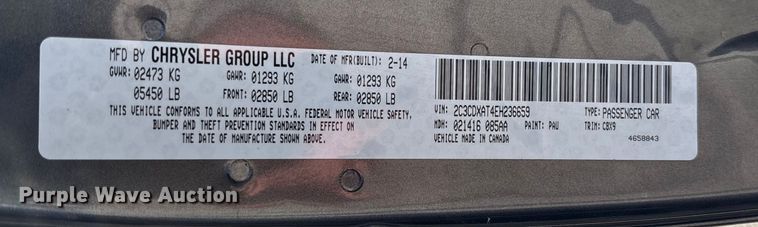 MFD BY CHRYSLER GROUP LLC DATE OF MFR(BUILT): 2-14
GVWR: 02473 KG GAWR: 01293 KG GAWR: 01293 KG
05450 LB FRONT: 02850 LB REAR: 02850 LB
THIS VEHICLE CONFORMS TO ALL APPLICABLE U.S.A. FEDERAL MOTOR VEHICLE SAFETY,
BUMPER AND THEFT PREVENTION STANDARDS IN EFFECT ON
THE DATE OF MANUFACTURE SHOWN ABOVE.
VIN: 2C3CDXAT4EH236659 TYPE: PASSENGER CAR
MDH: 021416 085AA PAINT: PAU TRIM: CBX9
VEHICLE MADE IN CANADA 4658843
Purple Wave Auction